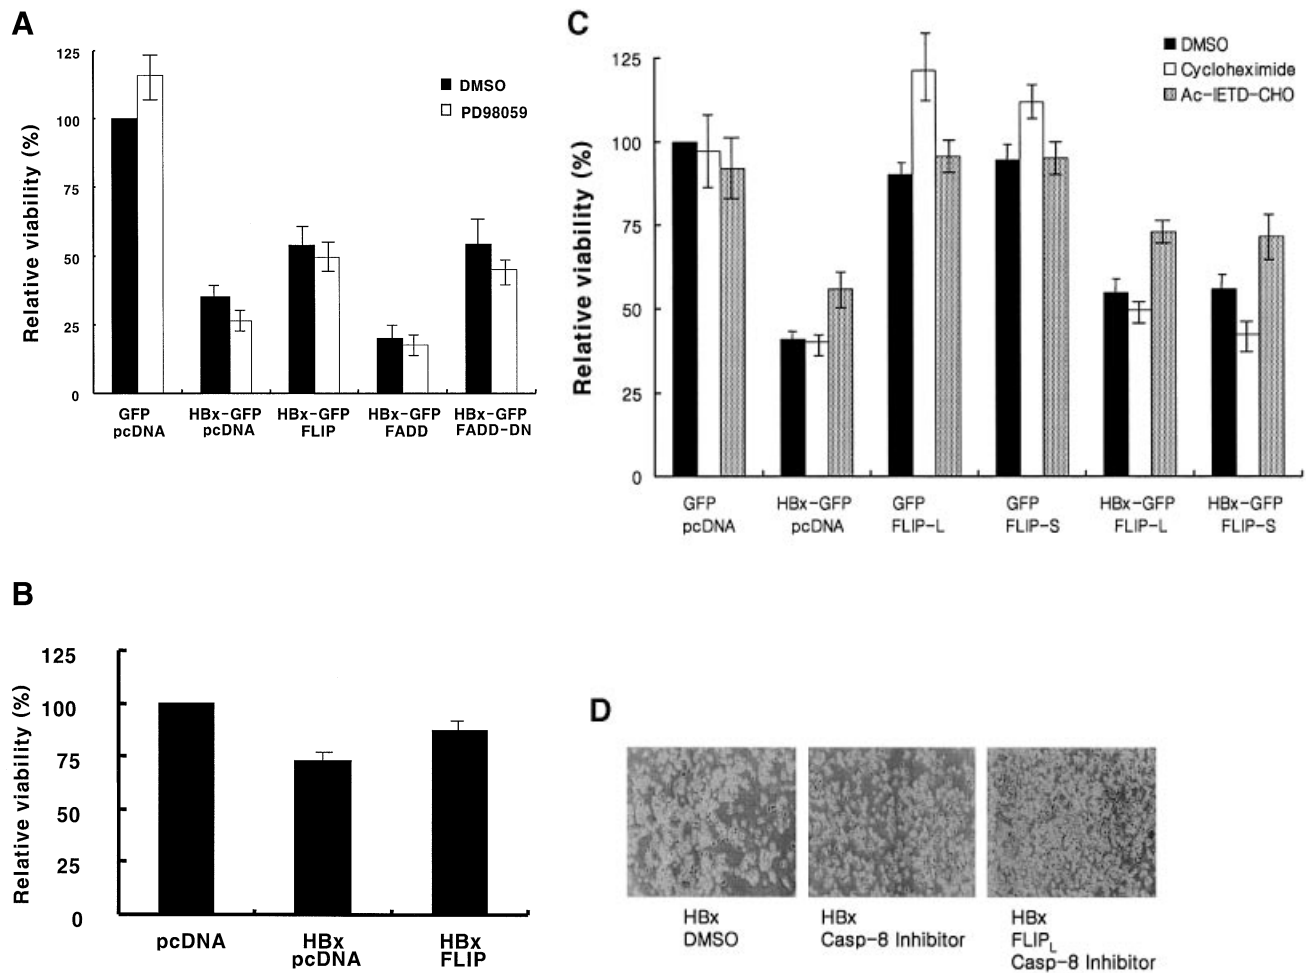 A
Relative viability (%)
125
100
75
50
25
0
DMSO
PD98059
GFP
pcDNA
HBx-GFP
pcDNA
HBx-GFP
FLIP
HBx-GFP
FADD
HBx-GFP
FADD-DN
C
Relative viability (%)
125
100
75
50
25
0
DMSO
Cycloheximide
Ac-IETD-CHO
GFP
pcDNA
HBx-GFP
pcDNA
GFP
FLIP-L
GFP
FLIP-S
HBx-GFP
FLIP-L
HBx-GFP
FLIP-S
B
Relative viability (%)
125
100
75
50
25
0
pcDNA
HBx
pcDNA
HBx
FLIP
D
HBx
DMSO
HBx
Casp-8 Inhibitor
HBx
FLIPL
Casp-8 Inhibitor